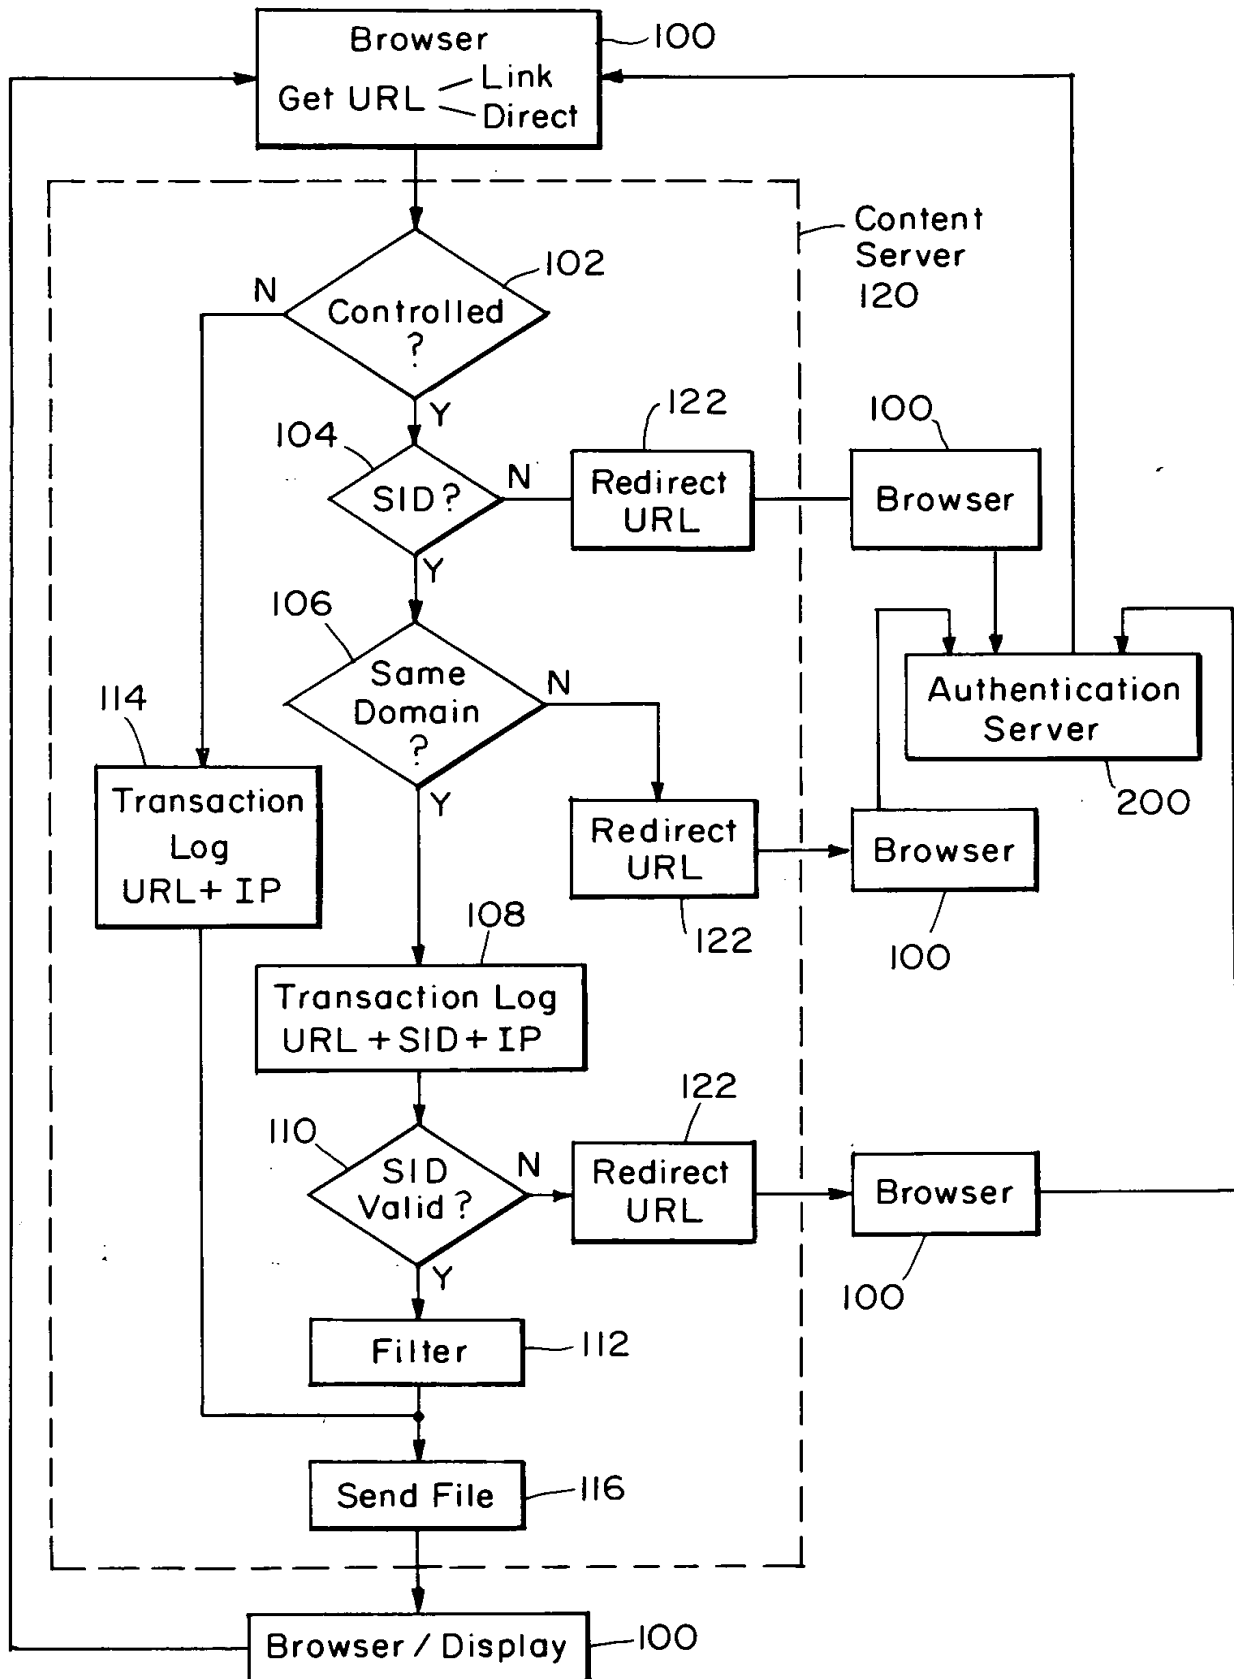 Browser
100
Get URL
Link
Direct
Content
Server
120
102
N
Controlled
?
Y
104
122
100
SID?
N
Redirect
URL
Browser
Y
106
Same
Domain
?
N
Authentication
Server
200
114
Y
Transaction
Log
URL + IP
Redirect
URL
122
Browser
100
108
Transaction Log
URL + SID + IP
122
110
SID
Valid?
N
Redirect
URL
Browser
100
Y
Filter
112
Send File
116
Browser / Display
100